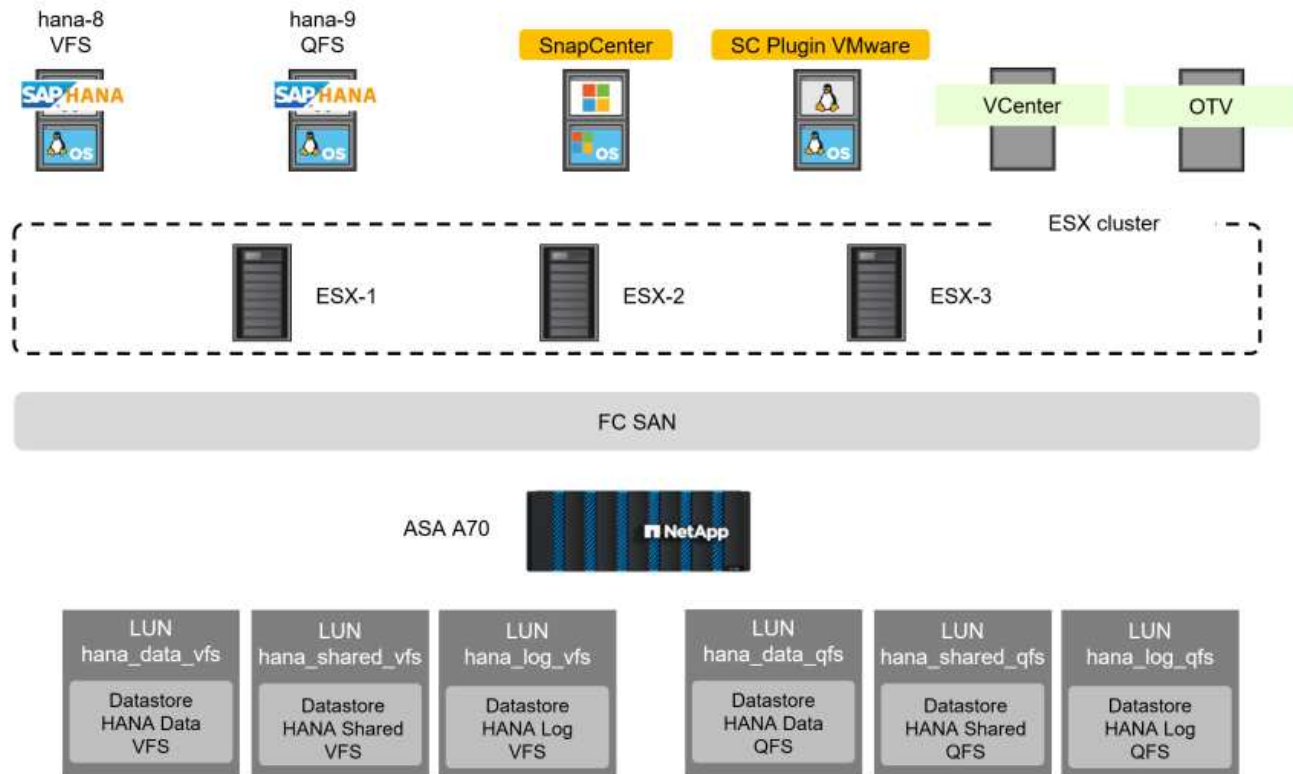 hana-8
VFS
hana-9
QFS
SnapCenter
SC Plugin VMware
SAP HANA
SAP HANA
VCenter
OTV
OS
OS
OS
OS
ESX cluster
ESX-1
ESX-2
ESX-3
FC SAN
ASA A70
NetApp
LUN
hana_data_vfs
LUN
hana_shared_vfs
LUN
hana_log_vfs
LUN
hana_data_qfs
LUN
hana_shared_qfs
LUN
hana_log_qfs
Datastore
HANA Data
VFS
Datastore
HANA Shared
VFS
Datastore
HANA Log
VFS
Datastore
HANA Data
QFS
Datastore
HANA Shared
QFS
Datastore
HANA Log
QFS